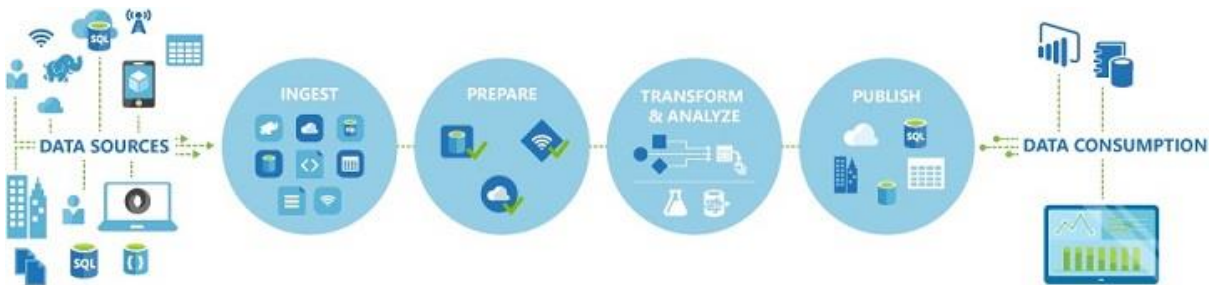 SQL
DATA SOURCES
SQL
INGEST
PREPARE
TRANSFORM
& ANALYZE
PUBLISH
SQL
DATA CONSUMPTION